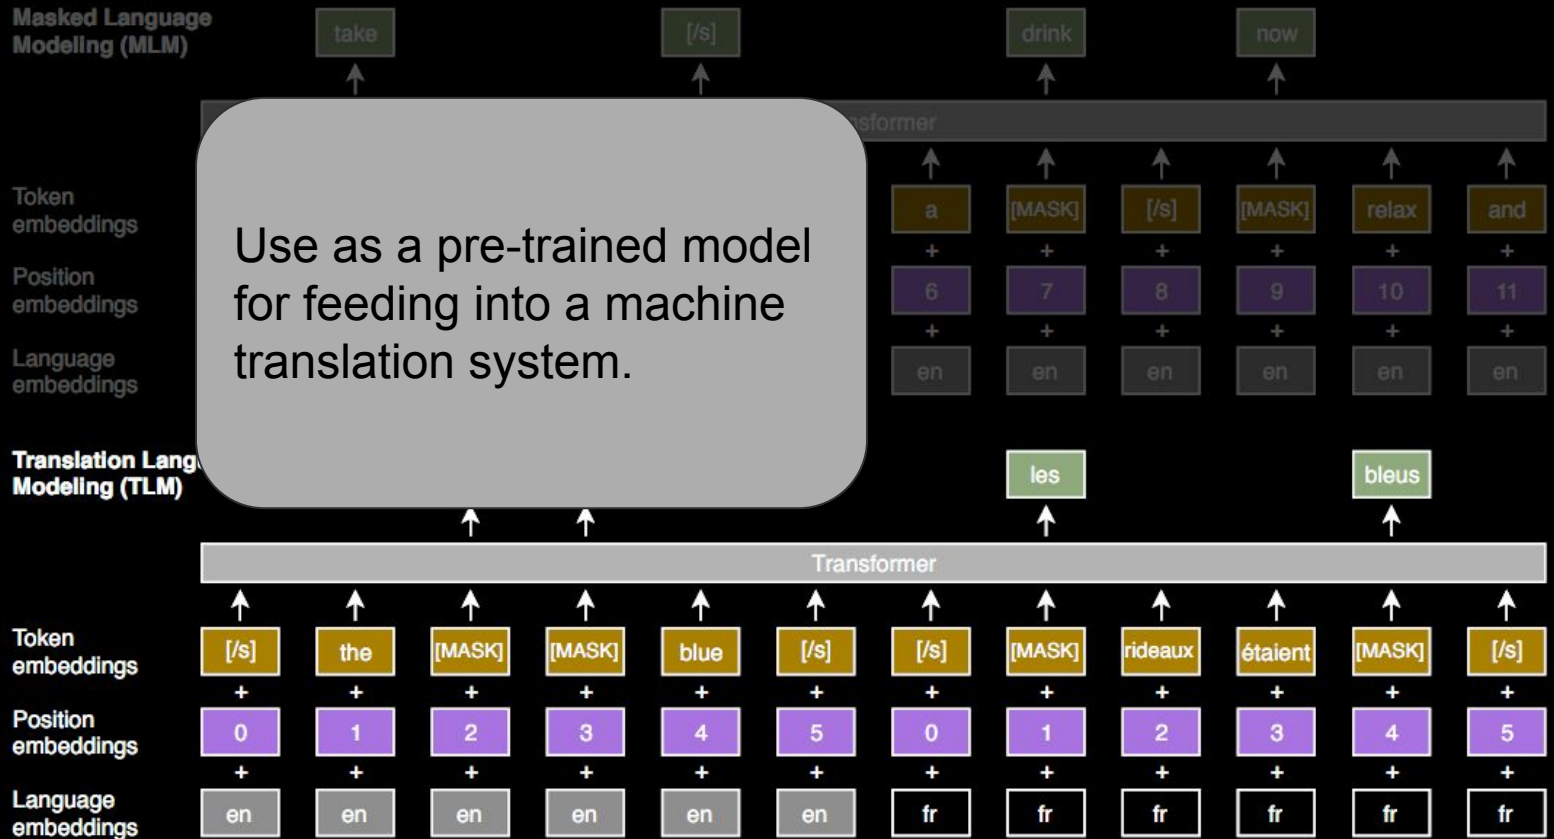 Masked Language
Modeling (MLM)
take [/s] drink now
nsformer
Token
embeddings
a [MASK] [/s] [MASK] relax and
+ + + + + +
Position
embeddings
6 7 8 9 10 11
+ + + + + +
Language
embeddings
en en en en en en
Use as a pre-trained model
for feeding into a machine
translation system.
Translation Lang
Modeling (TLM)
les bleus
Transformer
Token
embeddings
[/s] the [MASK] [MASK] blue [/s] [/s] [MASK] rideaux étaient [MASK] [/s]
+ + + + + + + + + + + +
Position
embeddings
0 1 2 3 4 5 0 1 2 3 4 5
+ + + + + + + + + + + +
Language
embeddings
en en en en en en fr fr fr fr fr fr